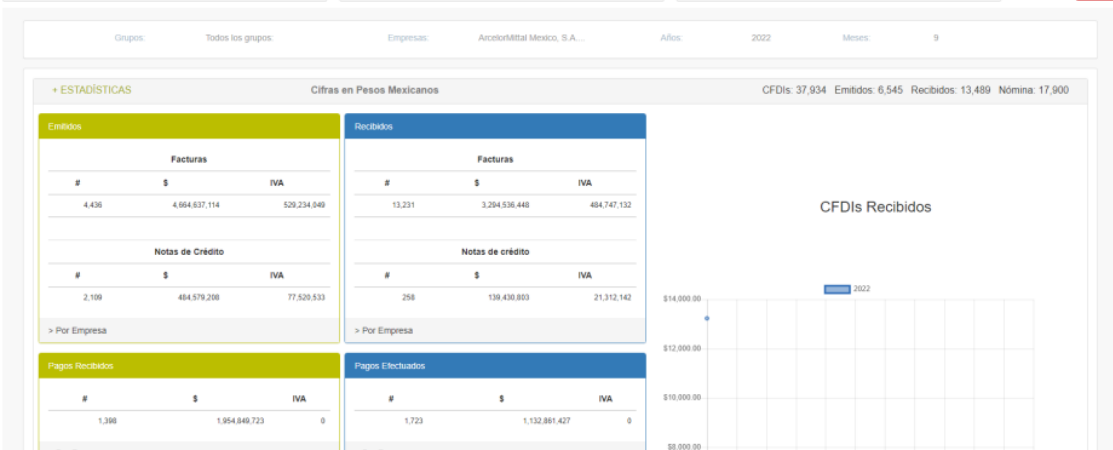 Grupos: Todos los grupos: Empresas: ArcelorMittal Mexico, S.A... Años: 2022 Meses: 9
+ ESTADÍSTICAS Cifras en Pesos Mexicanos CFDIs: 37,934 Emitidos: 6,545 Recibidos: 13,489 Nómina: 17,900
Emitidos
Facturas
# $ IVA
4,436 4,664,637,114 529,234,049
Notas de Crédito
# $ IVA
2,109 484,579,208 77,520,533
> Por Empresa
Recibidos
Facturas
# $ IVA
13,231 3,294,536,448 484,747,132
Notas de crédito
# $ IVA
258 139,430,803 21,312,142
> Por Empresa
Pagos Recibidos
# $ IVA
1,398 1,954,849,723 0
Pagos Efectuados
# $ IVA
1,723 1,132,861,427 0
CFDIs Recibidos
2022
$14,000.00
$12,000.00
$10,000.00
$8,000.00